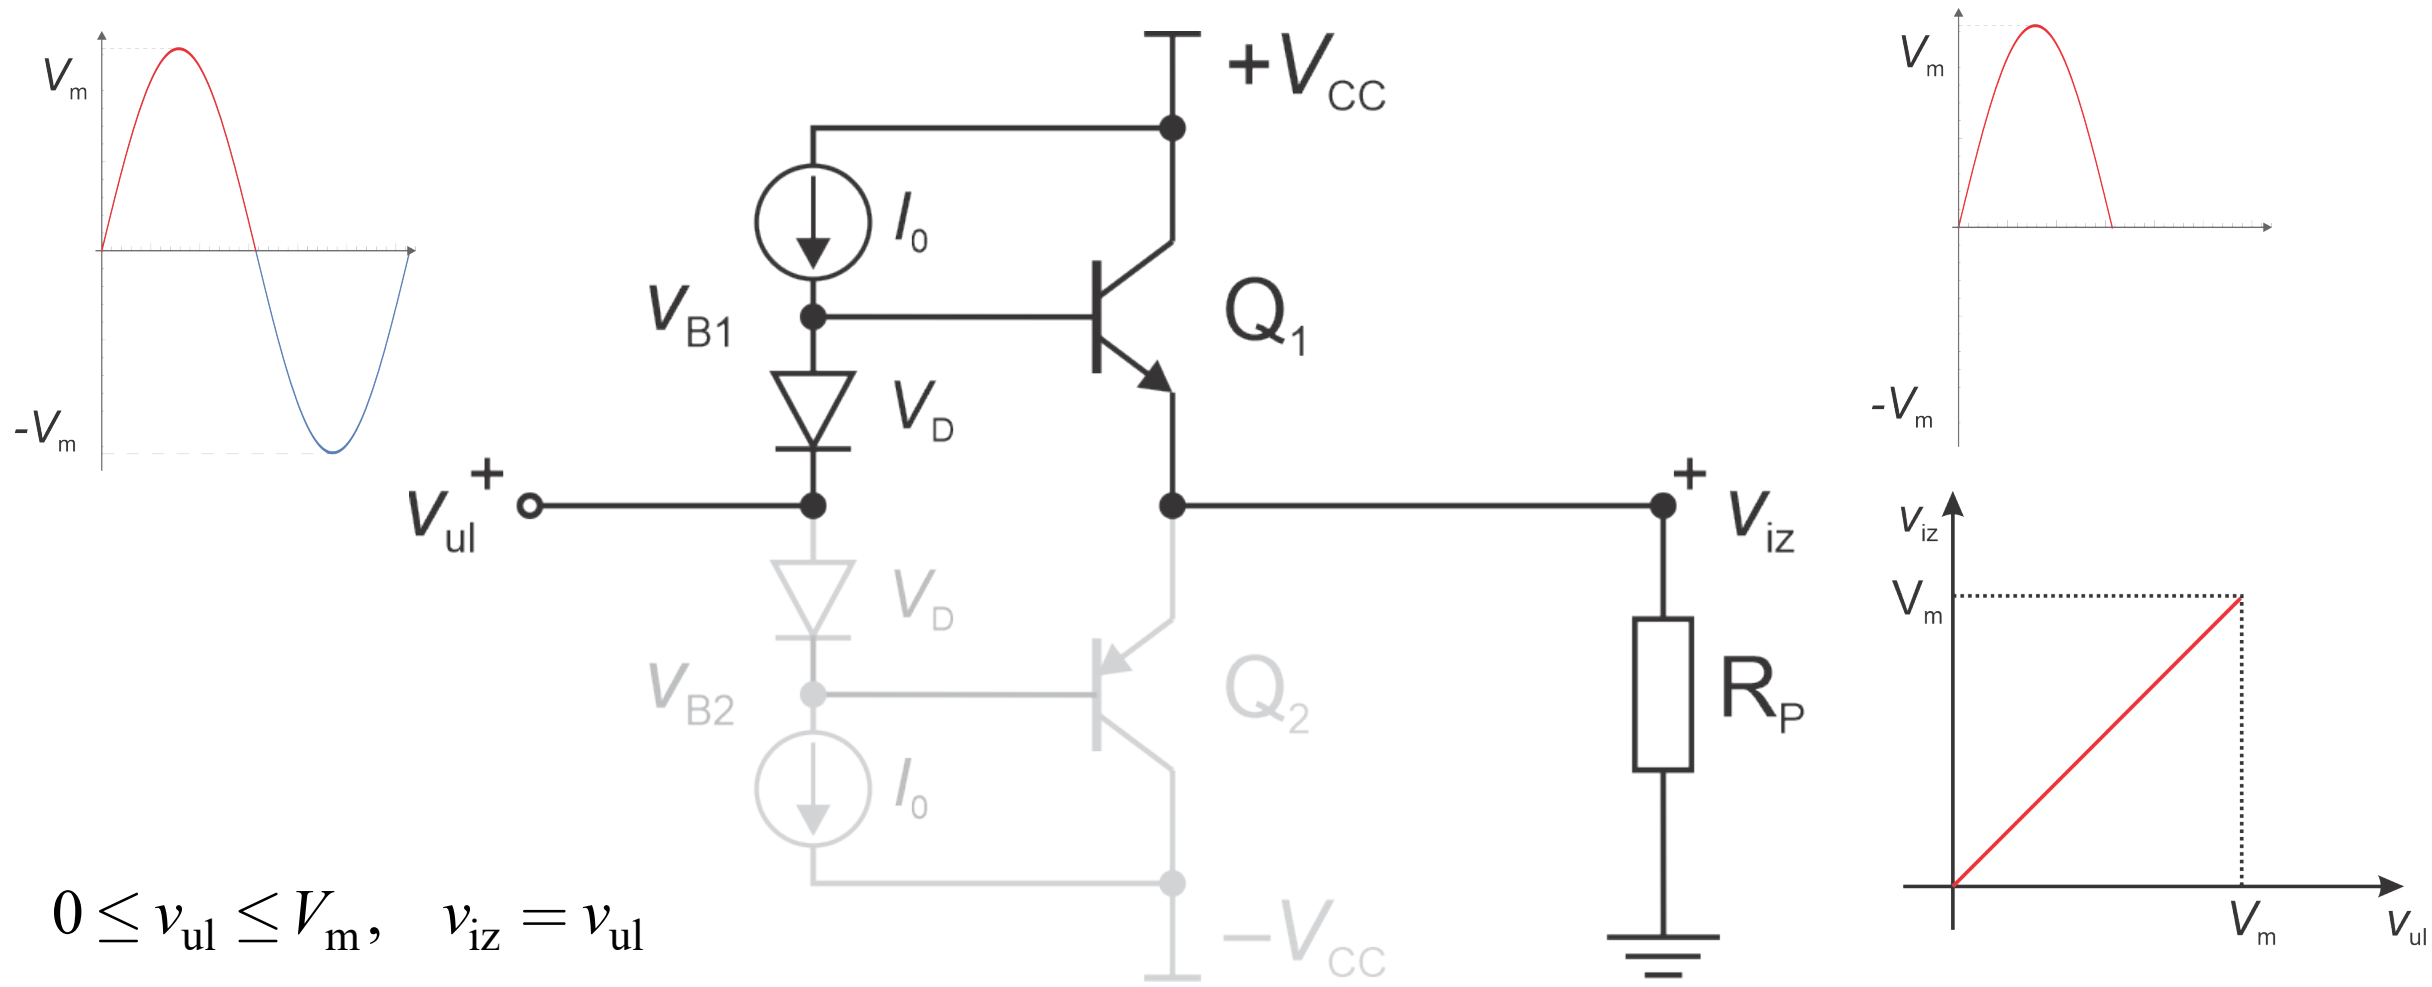 Vm
-Vm
+VCC
I0
vB1
Q1
VD
+
vul
+
viz
VD
vB2
Q2
I0
RP
−VCC
0 ≤ vul ≤ Vm, viz = vul
Vm
-Vm
viz
Vm
Vm
vul